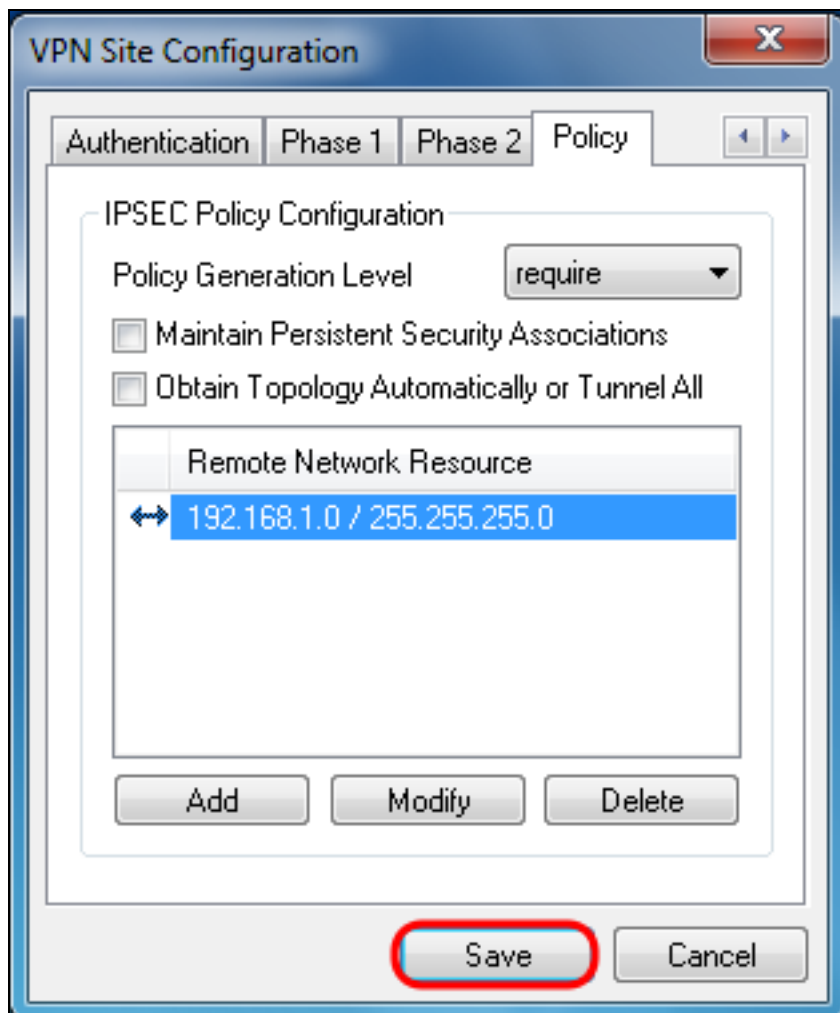 VPN Site Configuration
Authentication Phase 1 Phase 2 Policy
IPSEC Policy Configuration
Policy Generation Level require
Maintain Persistent Security Associations
Obtain Topology Automatically or Tunnel All
Remote Network Resource
192.168.1.0 / 255.255.255.0
Add Modify Delete
Save Cancel